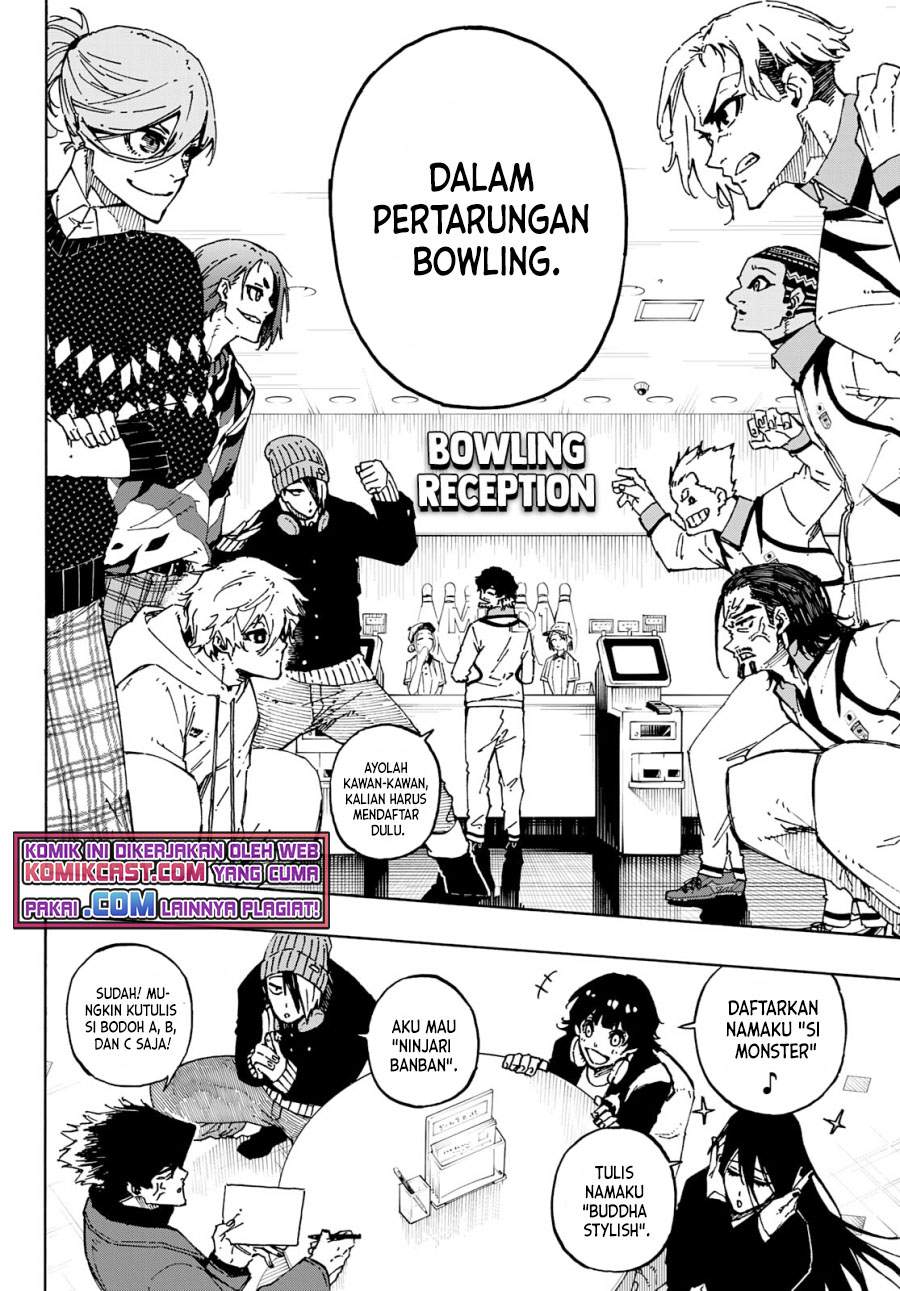 DALAM
PERTARUNGAN
BOWLING.
BOWLING
RECEPTION
AYOLAH
KAWAN-KAWAN,
KALIAN HARUS
MENDAFTAR
DULU.
KOMIK INI DIKERJAKAN OLEH WEB
KOMIKCAST.COM YANG CUMA
PAKAI .COM LAINNYA PLAGIAT!
DAFTARKAN
NAMAKU "SI
MONSTER"
♪
AKU MAU
"NINJARI
BANBAN".
SUDAH! MU-
NGKIN KUTULIS
SI BODOH A, B,
DAN C SAJA!
TULIS
NAMAKU
"BUDDHA
STYLISH".